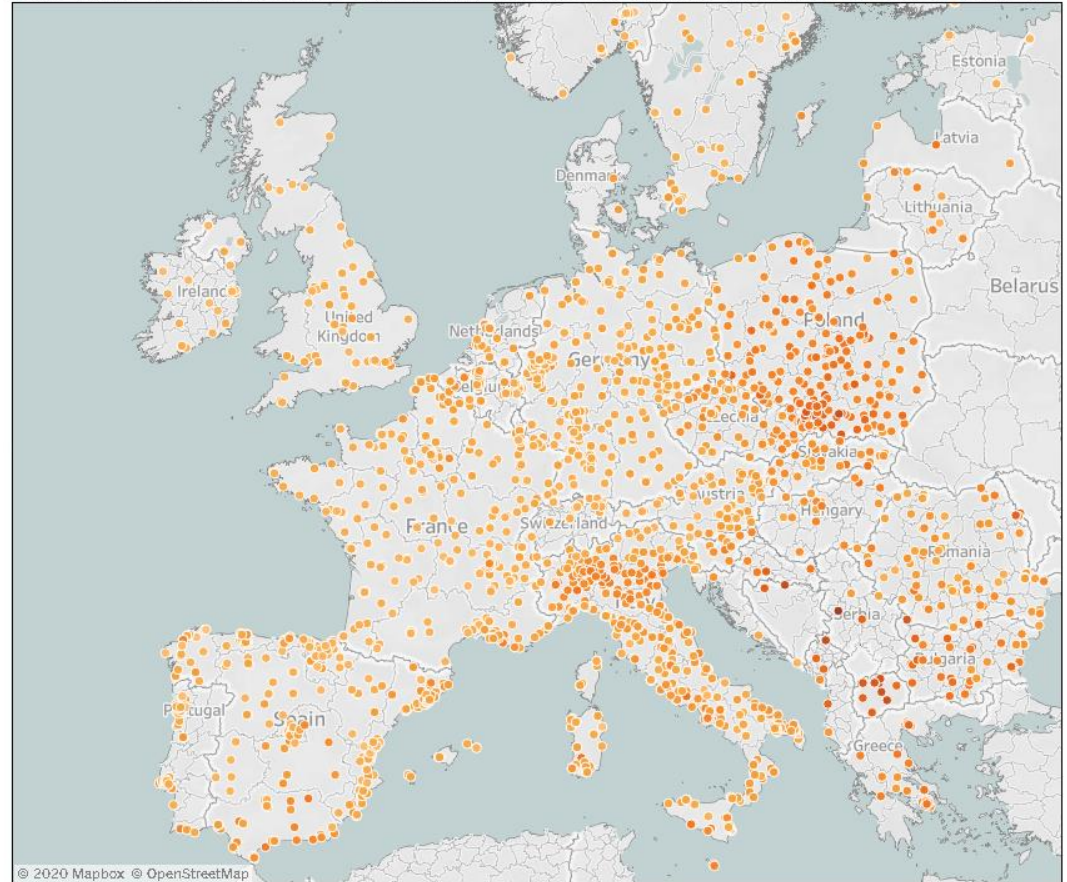 Estonia
Latvia
Denmark
Lithuania
Ireland
United
Kingdom
Belarus
Netherlands
Poland
Germany
Belgium
Czechia
Slovakia
Austria
Hungary
France
Switzerland
Romania
Serbia
Bulgaria
Portugal
Spain
Greece
© 2020 Mapbox © OpenStreetMap